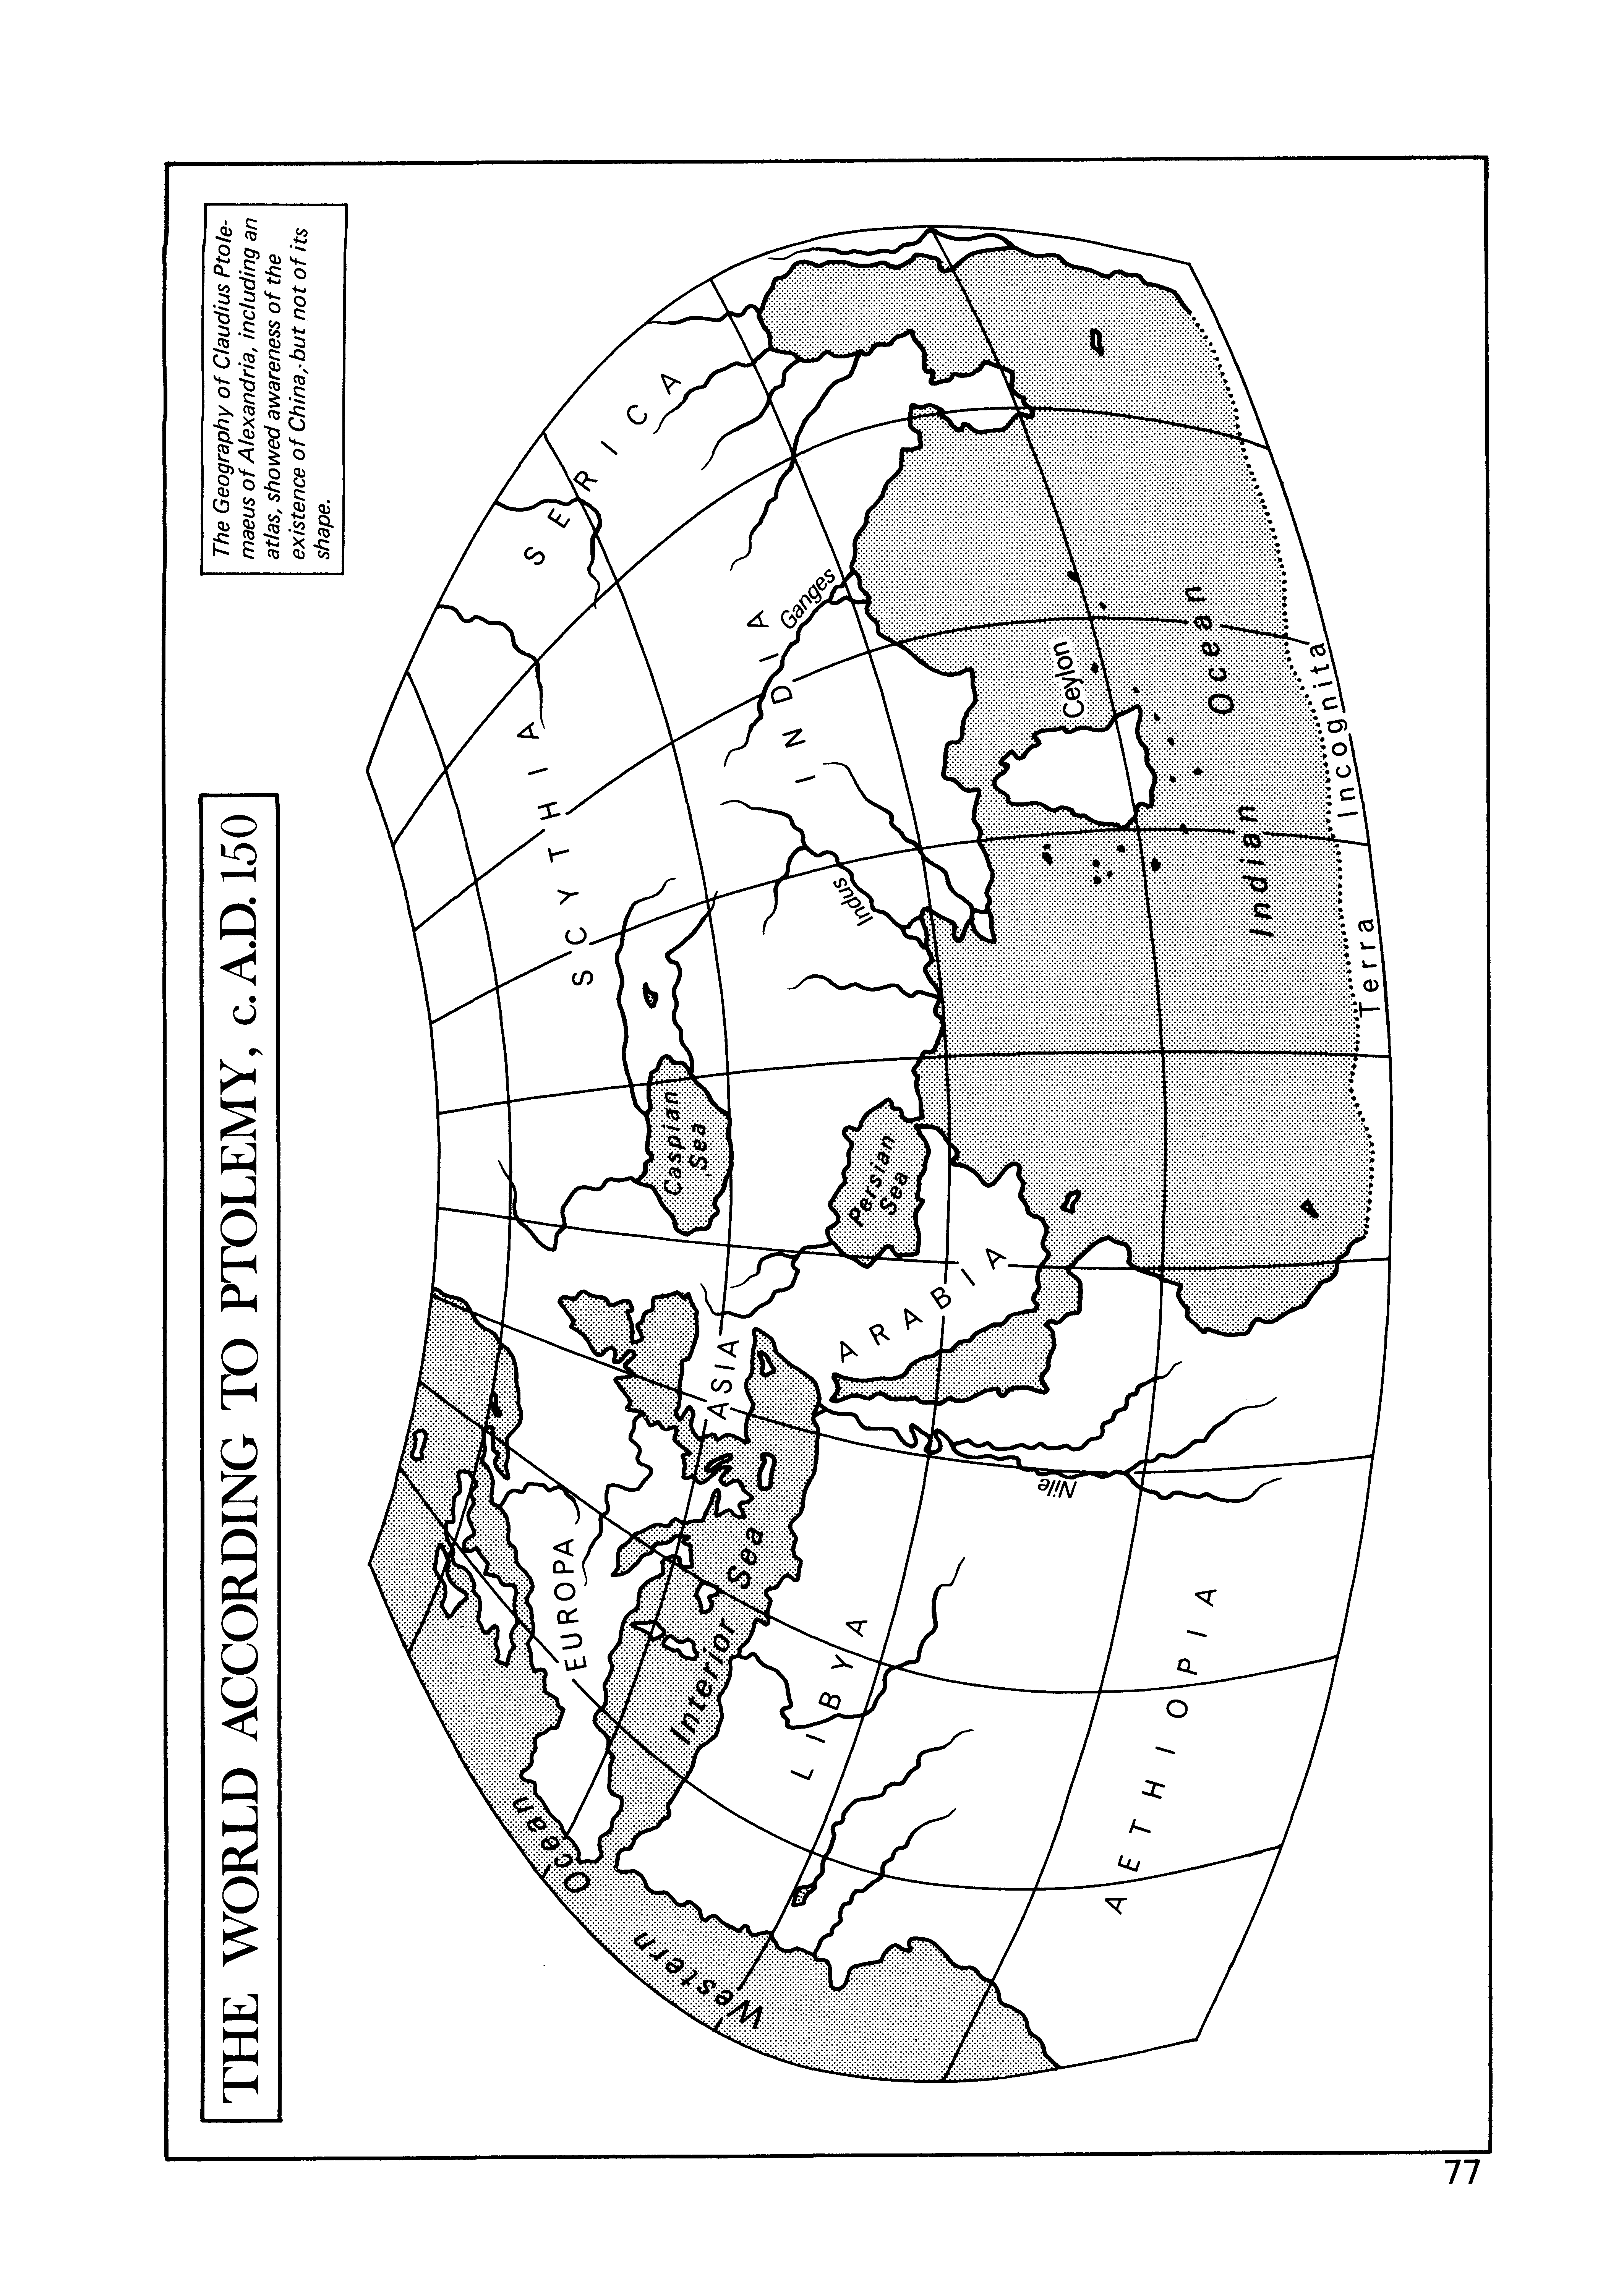 THE WORLD ACCORDING TO PTOLEMY, c. A.D. 150
The Geography of Claudius Ptole-
maeus of Alexandria, including an
atlas, showed awareness of the
existence of China, but not of its
shape.
SERICA
SCYTHIA
INDIA
Ganges
Indus
Caspian
Sea
Persian
Sea
EUROPA
ASIA
ARABIA
Interior Sea
Western Ocean
LIBYA
Nile
AETHIOPIA
Ceylon
Indian Ocean
Terra Incognita
77